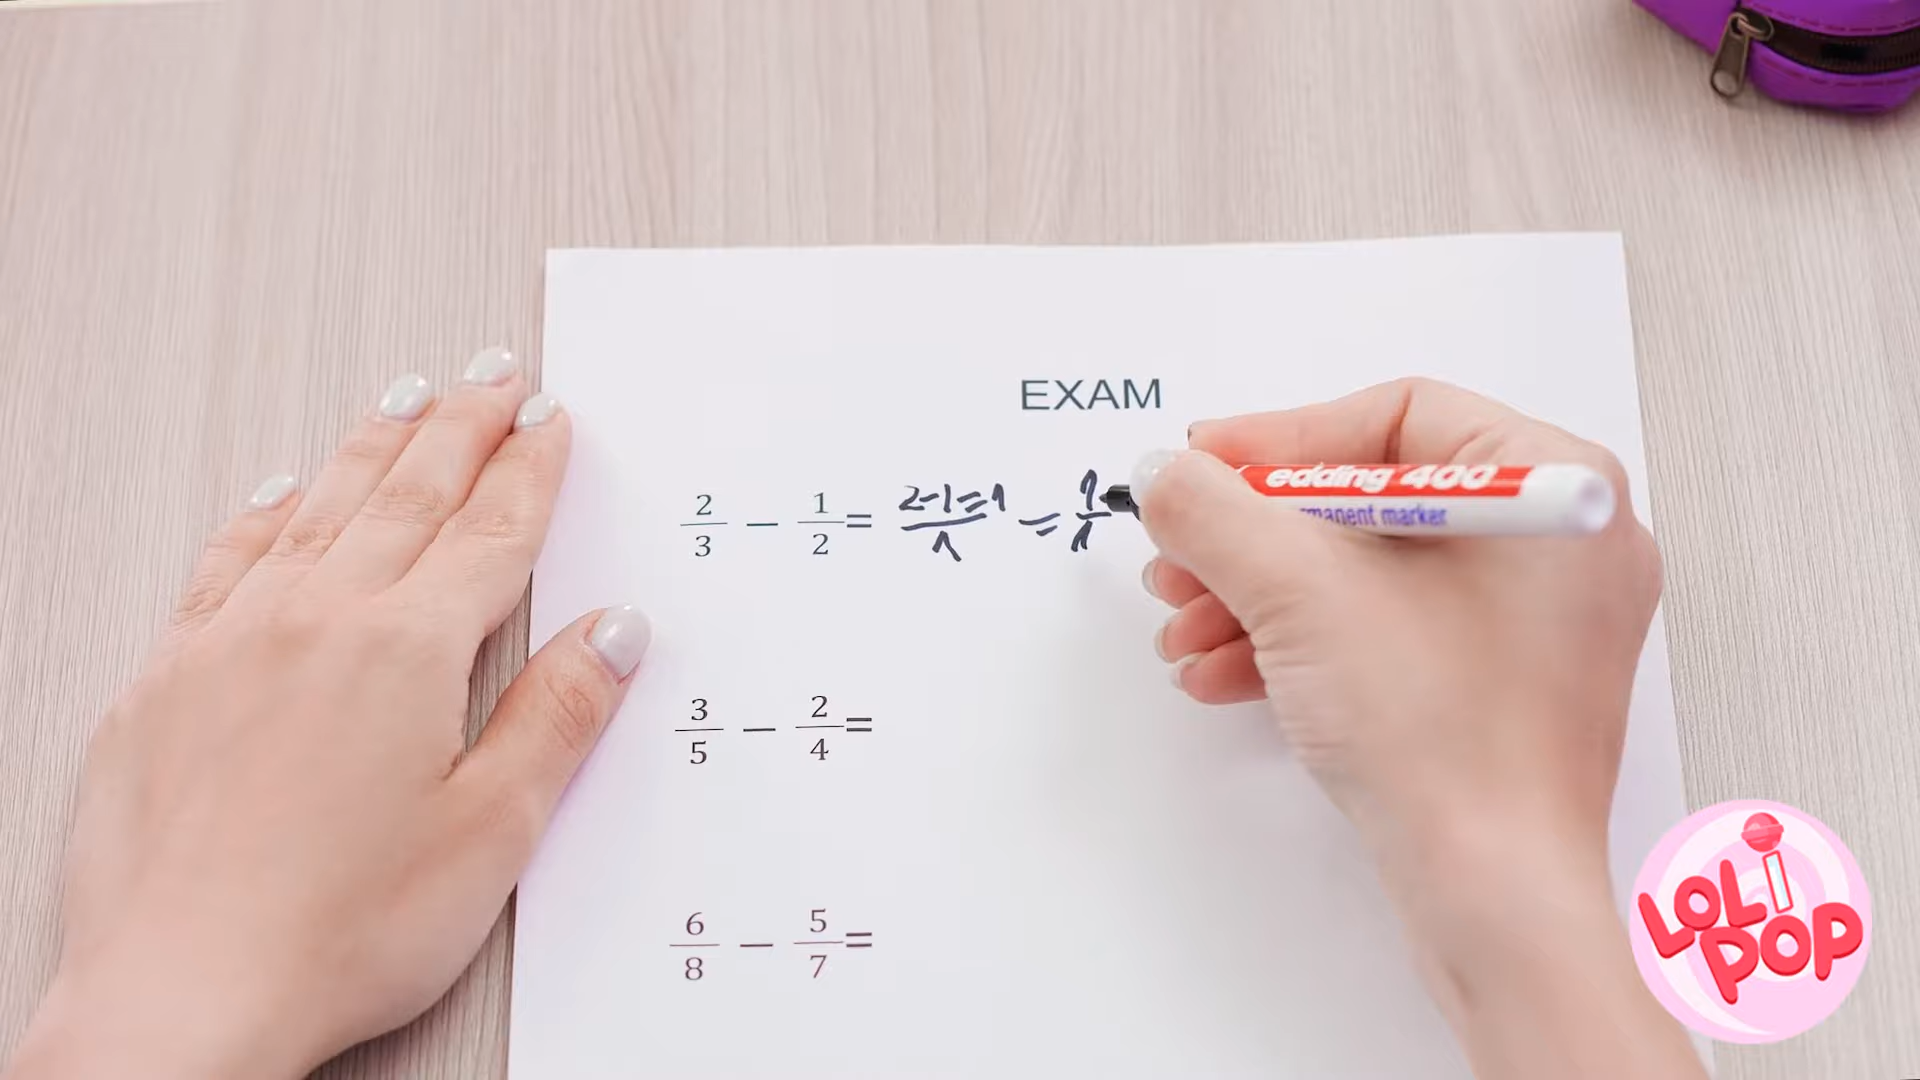 EXAM
2/3 − 1/2 = 2-1=1/1 = 1/1
3/5 − 2/4 =
6/8 − 5/7 =
edding 400
rmanent marker
LOLIPOP